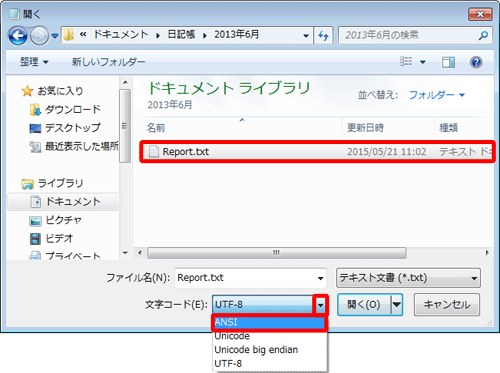 開く
« ドキュメント ▸ 日記帳 ▸ 2013年6月
2013年6月の検索
整理 新しいフォルダー
お気に入り
ダウンロード
デスクトップ
最近表示した場所
ライブラリ
ドキュメント
ピクチャ
ビデオ
プライベート
ドキュメント ライブラリ
2013年6月
並べ替え: フォルダー
名前 更新日時 種類
Report.txt 2015/05/21 11:02 テキスト ドキ
ファイル名(N): Report.txt テキスト文書 (*.txt)
文字コード(E): UTF-8 開く(O) キャンセル
ANSI
Unicode
Unicode big endian
UTF-8